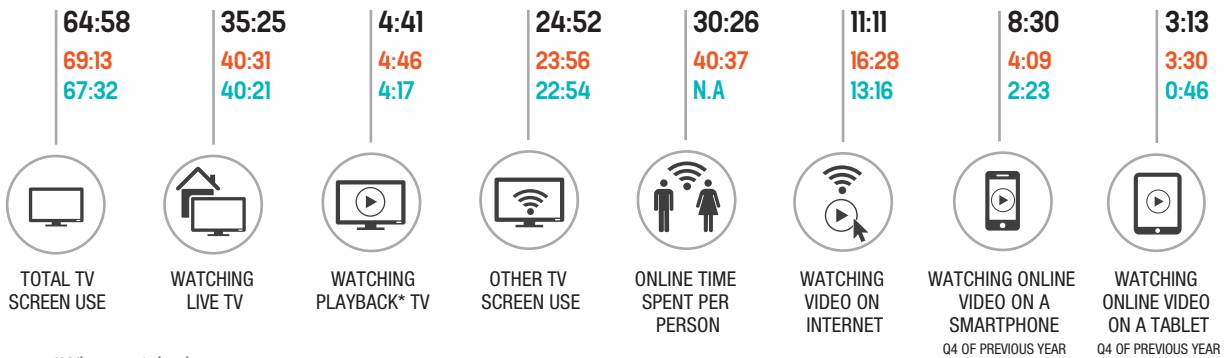 64:58 35:25 4:41 24:52 30:26 11:11 8:30 3:13
69:13 40:31 4:46 23:56 40:37 16:28 4:09 3:30
67:32 40:21 4:17 22:54 N.A 13:16 2:23 0:46
TOTAL TV
SCREEN USE
WATCHING
LIVE TV
WATCHING
PLAYBACK* TV
OTHER TV
SCREEN USE
ONLINE TIME
SPENT PER
PERSON
WATCHING
VIDEO ON
INTERNET
WATCHING ONLINE
VIDEO ON A
SMARTPHONE
Q4 OF PREVIOUS YEAR
WATCHING
ONLINE VIDEO
ON A TABLET
Q4 OF PREVIOUS YEAR